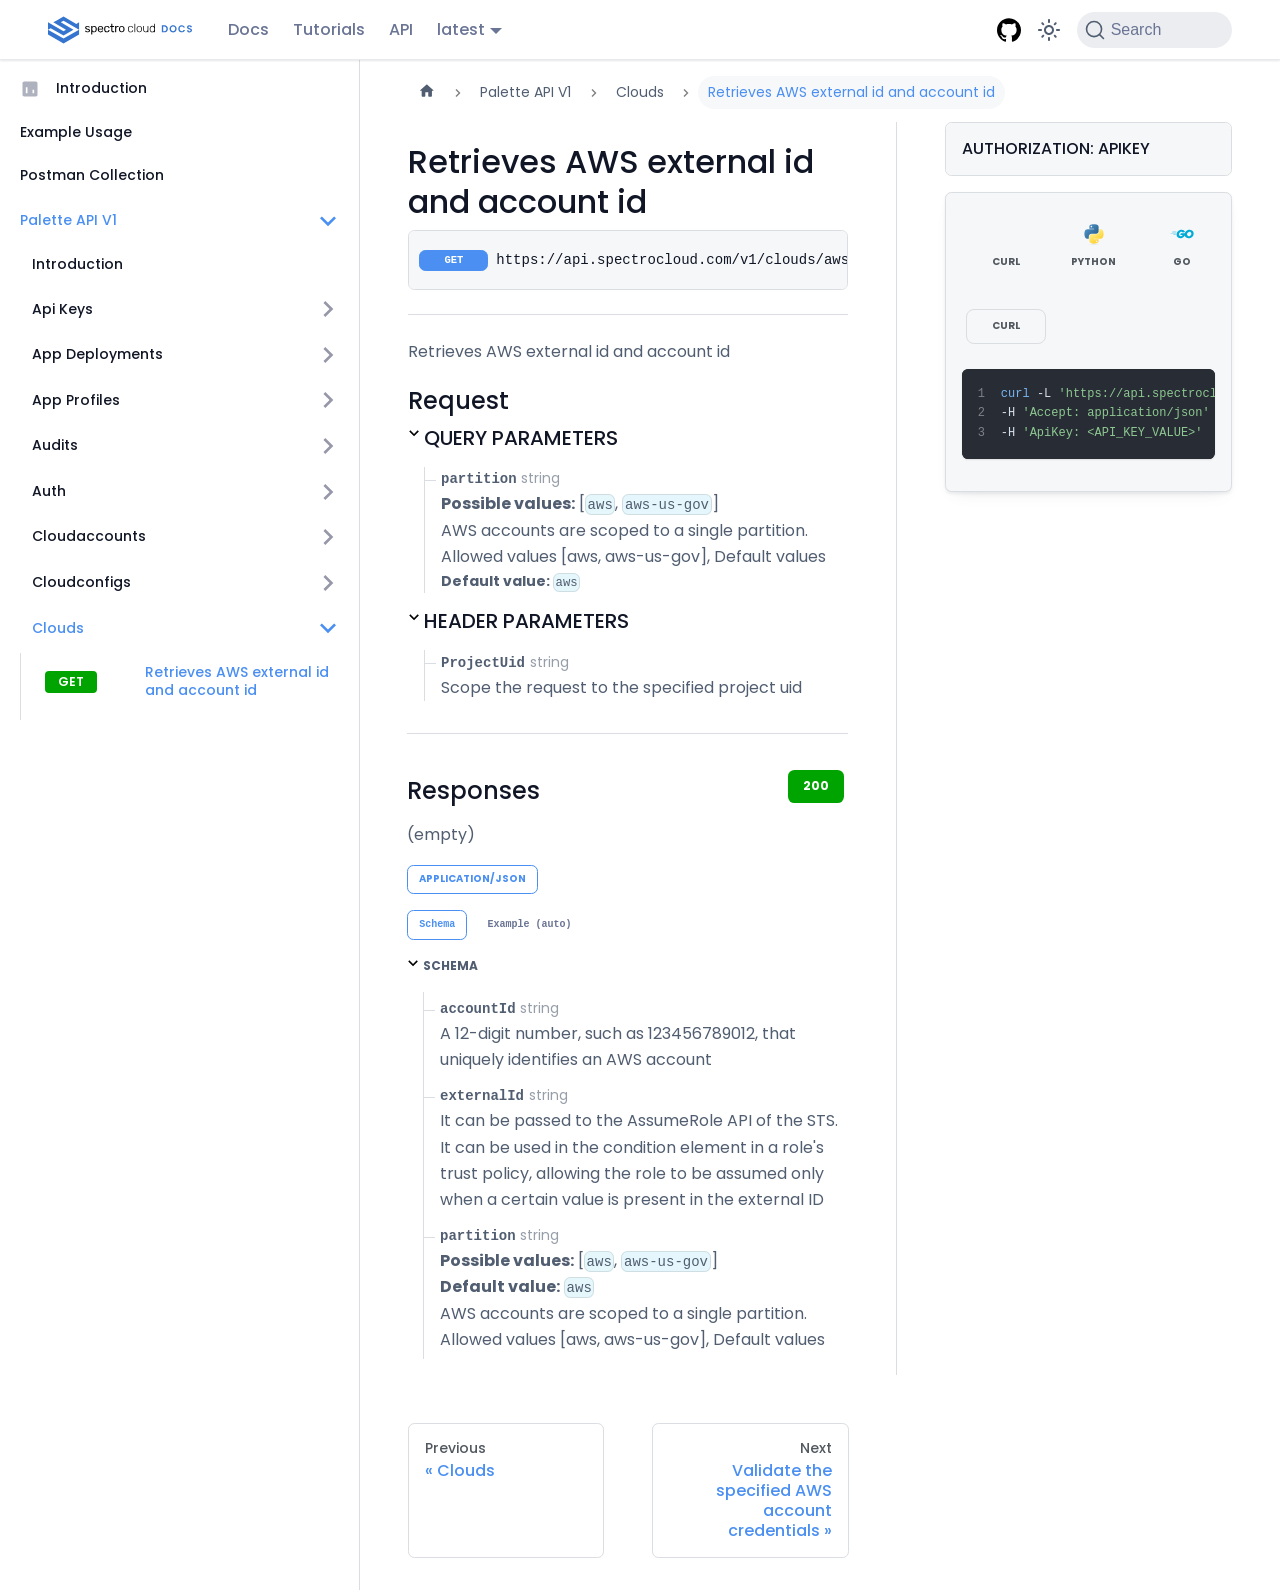 spectro cloud DOCS
Docs
Tutorials
API
latest
Search
Introduction
Example Usage
Postman Collection
Palette API V1
Introduction
Api Keys
App Deployments
App Profiles
Audits
Auth
Cloudaccounts
Cloudconfigs
Clouds
GET
Retrieves AWS external id
and account id
Palette API V1
Clouds
Retrieves AWS external id and account id
Retrieves AWS external id
and account id
GET https://api.spectrocloud.com/v1/clouds/aws
Retrieves AWS external id and account id
Request
QUERY PARAMETERS
partition string
Possible values: [aws, aws-us-gov]
AWS accounts are scoped to a single partition.
Allowed values [aws, aws-us-gov], Default values
Default value: aws
HEADER PARAMETERS
ProjectUid string
Scope the request to the specified project uid
Responses
200
(empty)
APPLICATION/JSON
Schema
Example (auto)
SCHEMA
accountId string
A 12-digit number, such as 123456789012, that
uniquely identifies an AWS account
externalId string
It can be passed to the AssumeRole API of the STS.
It can be used in the condition element in a role's
trust policy, allowing the role to be assumed only
when a certain value is present in the external ID
partition string
Possible values: [aws, aws-us-gov]
Default value: aws
AWS accounts are scoped to a single partition.
Allowed values [aws, aws-us-gov], Default values
Previous
« Clouds
Next
Validate the
specified AWS
account
credentials »
AUTHORIZATION: APIKEY
CURL
PYTHON
GO
GO
CURL
1 curl -L 'https://api.spectrocl
2 -H 'Accept: application/json'
3 -H 'ApiKey: <API_KEY_VALUE>'